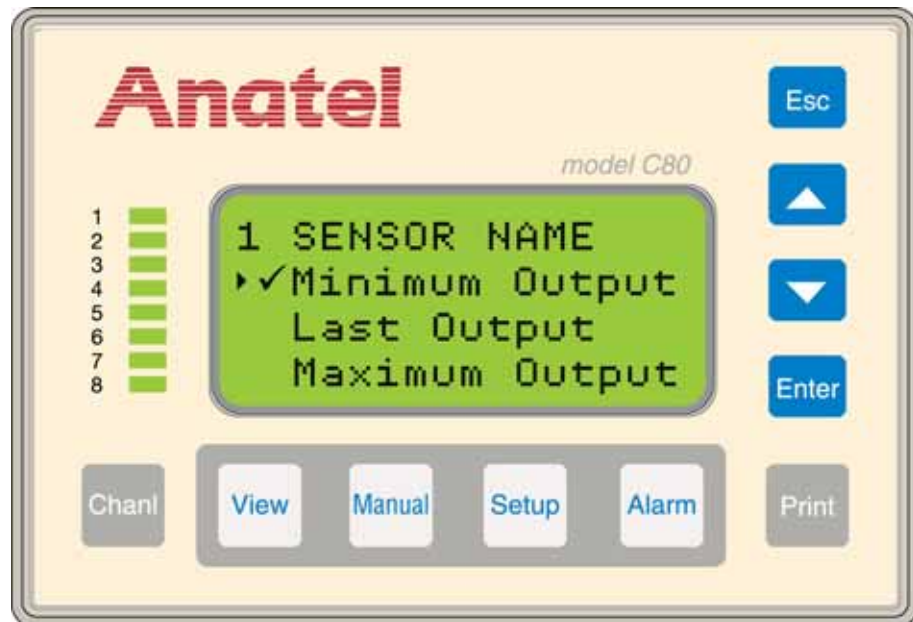 Anatel
Esc
model C80
1
2
3
4
5
6
7
8
1 SENSOR NAME
✓Minimum Output
Last Output
Maximum Output
Enter
Chanl
View
Manual
Setup
Alarm
Print